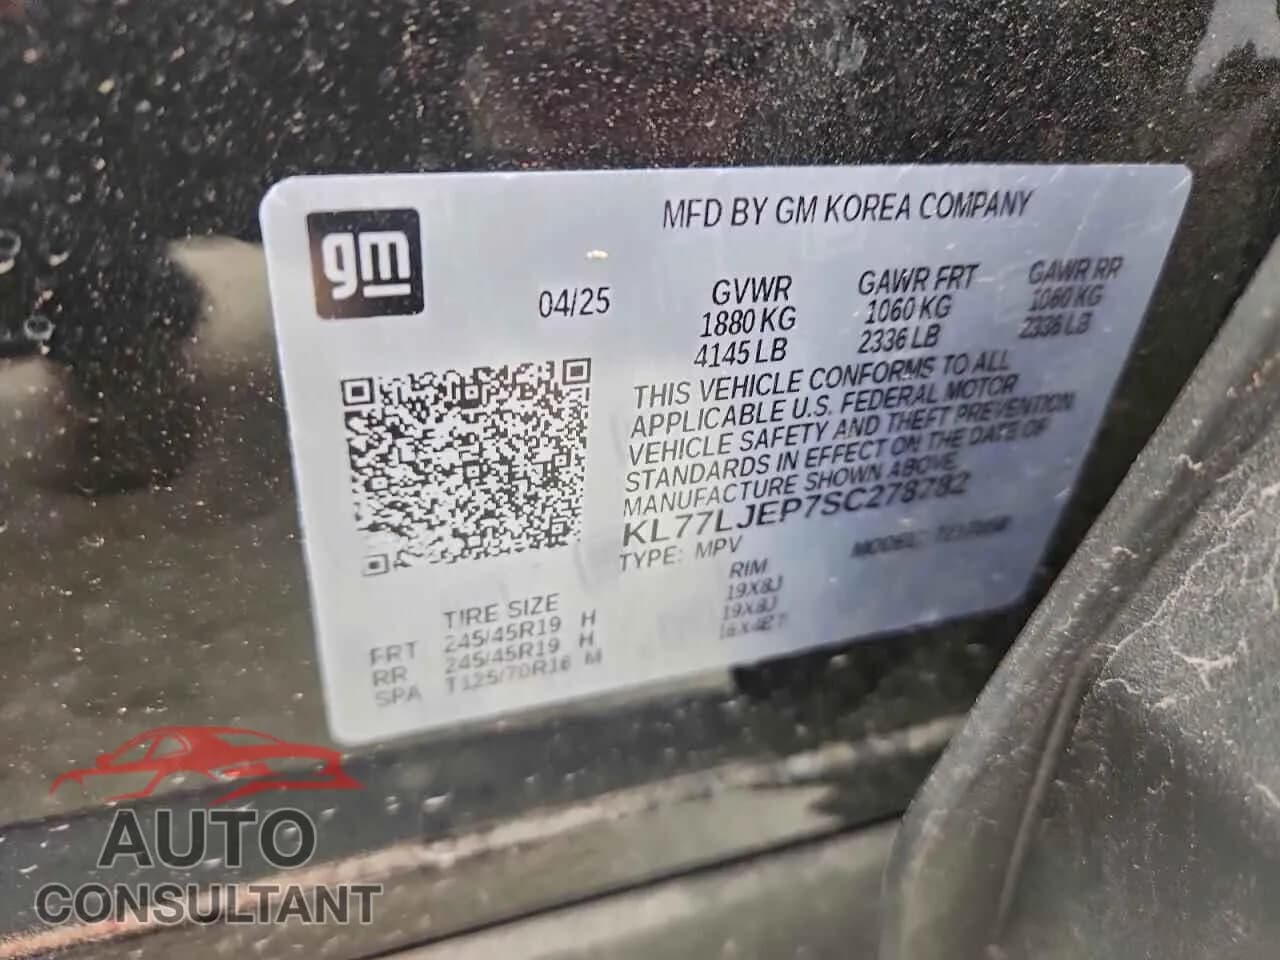 gm
MFD BY GM KOREA COMPANY
04/25
GVWR GAWR FRT GAWR RR
1880 KG 1060 KG 1060 KG
4145 LB 2336 LB 2336 LB
THIS VEHICLE CONFORMS TO ALL
APPLICABLE U.S. FEDERAL MOTOR
VEHICLE SAFETY AND THEFT PREVENTION
STANDARDS IN EFFECT ON THE DATE OF
MANUFACTURE SHOWN ABOVE
KL77LJEP7SC278782
TYPE: MPV MODEL:
TIRE SIZE RIM
FRT 245/45R19 H 19X8J
RR 245/45R19 H 19X8J
SPA T125/70R16 M
AUTO
CONSULTANT